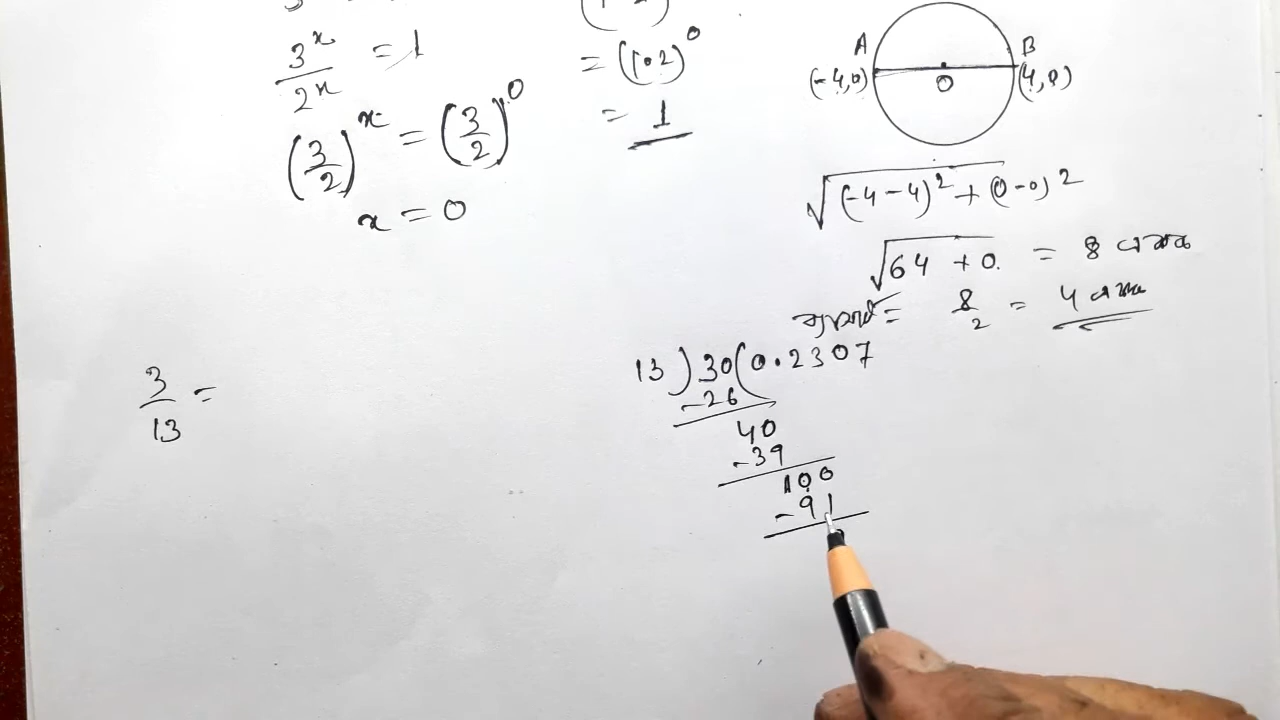 3^x / 2^x = 1
(3/2)^x = (3/2)^0
x = 0
= (1.2)^0
= 1
A B
(-4,0) O (4,0)
√(-4-4)^2 + (0-0)^2
√64 + 0 = 8 একক
= 8/2 = 4 একক
3/13 =
13 ) 30 ( 0.2307
-26
40
-39
100
-91